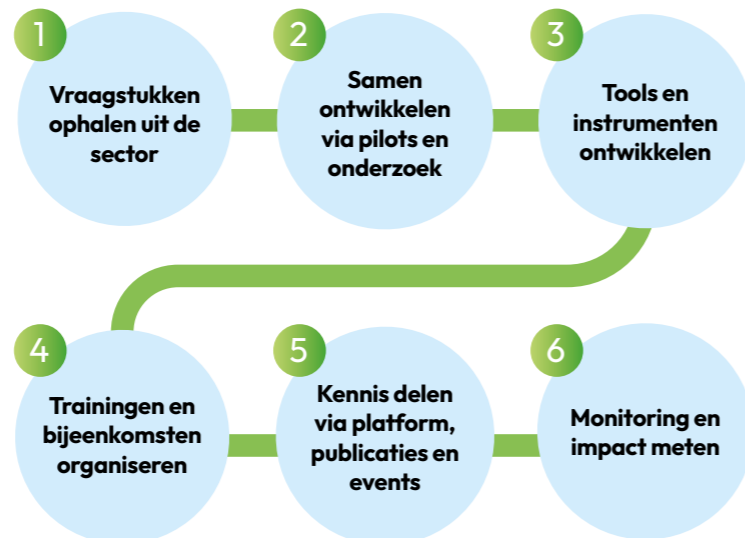 1
Vraagstukken
ophalen uit de
sector
2
Samen
ontwikkelen
via pilots en
onderzoek
3
Tools en
instrumenten
ontwikkelen
4
Trainingen en
bijeenkomsten
organiseren
5
Kennis delen
via platform,
publicaties en
events
6
Monitoring en
impact meten